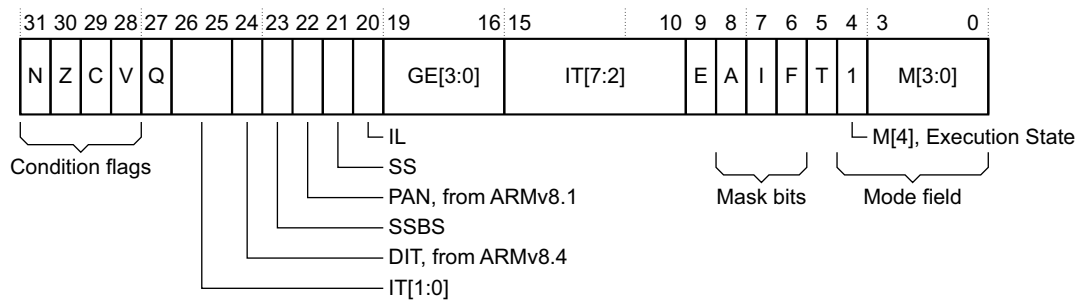 31 30 29 28 27 26 25 24 23 22 21 20 19 16 15 10 9 8 7 6 5 4 3 0
N Z C V Q GE[3:0] IT[7:2] E A I F T 1 M[3:0]
IL M[4], Execution State
Condition flags SS
PAN, from ARMv8.1 Mask bits Mode field
SSBS
DIT, from ARMv8.4
IT[1:0]